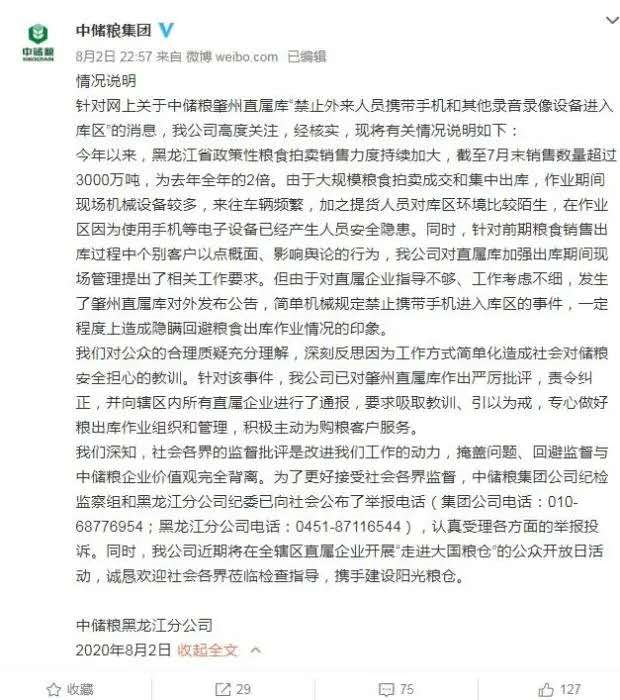 中储粮集团
中储粮
8月2日 22:57 来自 微博 weibo.com 已编辑
情况说明
针对网上关于中储粮肇州直属库“禁止外来人员携带手机和其他录音录像设备进入
库区”的消息，我公司高度关注，经核实，现将有关情况说明如下：
今年以来，黑龙江省政策性粮食拍卖销售力度持续加大，截至7月末销售数量超过
3000万吨，为去年全年的2倍。由于大规模粮食拍卖成交和集中出库，作业期间
现场机械设备较多，来往车辆频繁，加之提货人员对库区环境比较陌生，在作业
区因为使用手机等电子设备已经产生人员安全隐患。同时，针对前期粮食销售出
库过程中个别客户以点概面、影响舆论的行为，我公司对直属库加强出库期间现
场管理提出了相关工作要求。但由于对直属企业指导不够、工作考虑不细，发生
了肇州直属库对外发布公告，简单机械规定禁止携带手机进入库区的事件，一定
程度上造成隐瞒回避粮食出库作业情况的印象。
我们对公众的合理质疑充分理解，深刻反思因为工作方式简单化造成社会对储粮
安全担心的教训。针对该事件，我公司已对肇州直属库作出严厉批评，责令纠
正，并向辖区内所有直属企业进行了通报，要求吸取教训、引以为戒，专心做好
粮出库作业组织和管理，积极主动为购粮客户服务。
我们深知，社会各界的监督批评是改进我们工作的动力，掩盖问题、回避监督与
中储粮企业价值观完全背离。为了更好接受社会各界监督，中储粮集团公司纪检
监察组和黑龙江分公司纪委已向社会公布了举报电话（集团公司电话：010-
68776954；黑龙江分公司电话：0451-87116544），认真受理各方面的举报投
诉。同时，我公司近期将在全辖区直属企业开展“走进大国粮仓”的公众开放日活
动，诚恳欢迎社会各界莅临检查指导，携手建设阳光粮仓。
中储粮黑龙江分公司
2020年8月2日 收起全文
收藏 29 75 127